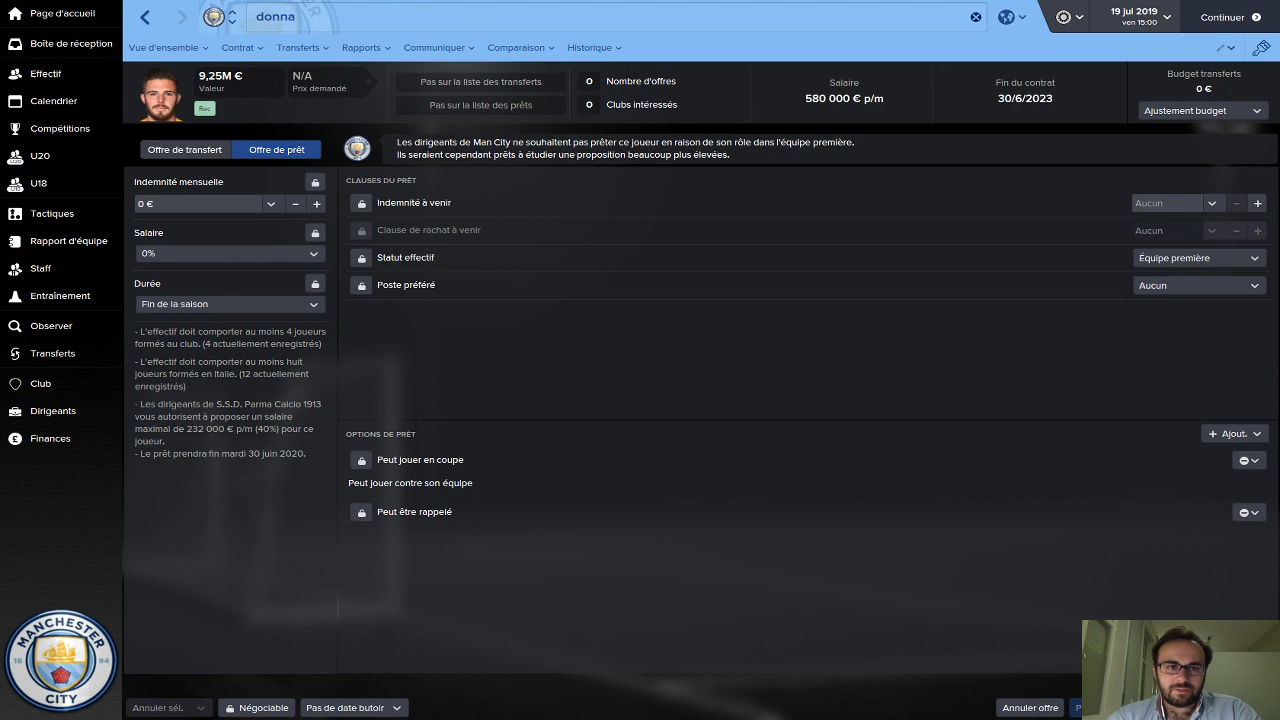 Page d'accueil
donna
19 jul 2019
ven 15:00
Continuer
Boîte de réception
Vue d'ensemble
Contrat
Transferts
Rapports
Communiquer
Comparaison
Historique
Effectif
Calendrier
Compétitions
U20
U20
U18
U18
Tactiques
Rapport d'équipe
Staff
Entraînement
Observer
Transferts
Club
Dirigeants
Finances
MANCHESTER
18 94
CITY
9,25M €
Valeur
Rec
N/A
Prix demandé
Pas sur la liste des transferts
Pas sur la liste des prêts
0 Nombre d'offres
0 Clubs intéressés
Salaire
580 000 € p/m
Fin du contrat
30/6/2023
Budget transferts
0 €
Ajustement budget
Offre de transfert
Offre de prêt
Les dirigeants de Man City ne souhaitent pas prêter ce joueur en raison de son rôle dans l'équipe première.
Ils seraient cependant prêts à étudier une proposition beaucoup plus élevées.
Indemnité mensuelle
0 €
Salaire
0%
Durée
Fin de la saison
- L'effectif doit comporter au moins 4 joueurs
formés au club. (4 actuellement enregistrés)
- L'effectif doit comporter au moins huit
joueurs formés en Italie. (12 actuellement
enregistrés)
- Les dirigeants de S.S.D. Parma Calcio 1913
vous autorisent à proposer un salaire
maximal de 232 000 € p/m (40%) pour ce
joueur.
- Le prêt prendra fin mardi 30 juin 2020.
CLAUSES DU PRÊT
Indemnité à venir
Aucun
Clause de rachat à venir
Aucun
Statut effectif
Équipe première
Poste préféré
Aucun
OPTIONS DE PRÊT
Ajout.
Peut jouer en coupe
Peut jouer contre son équipe
Peut être rappelé
Annuler sél.
Négociable
Pas de date butoir
Annuler offre
P